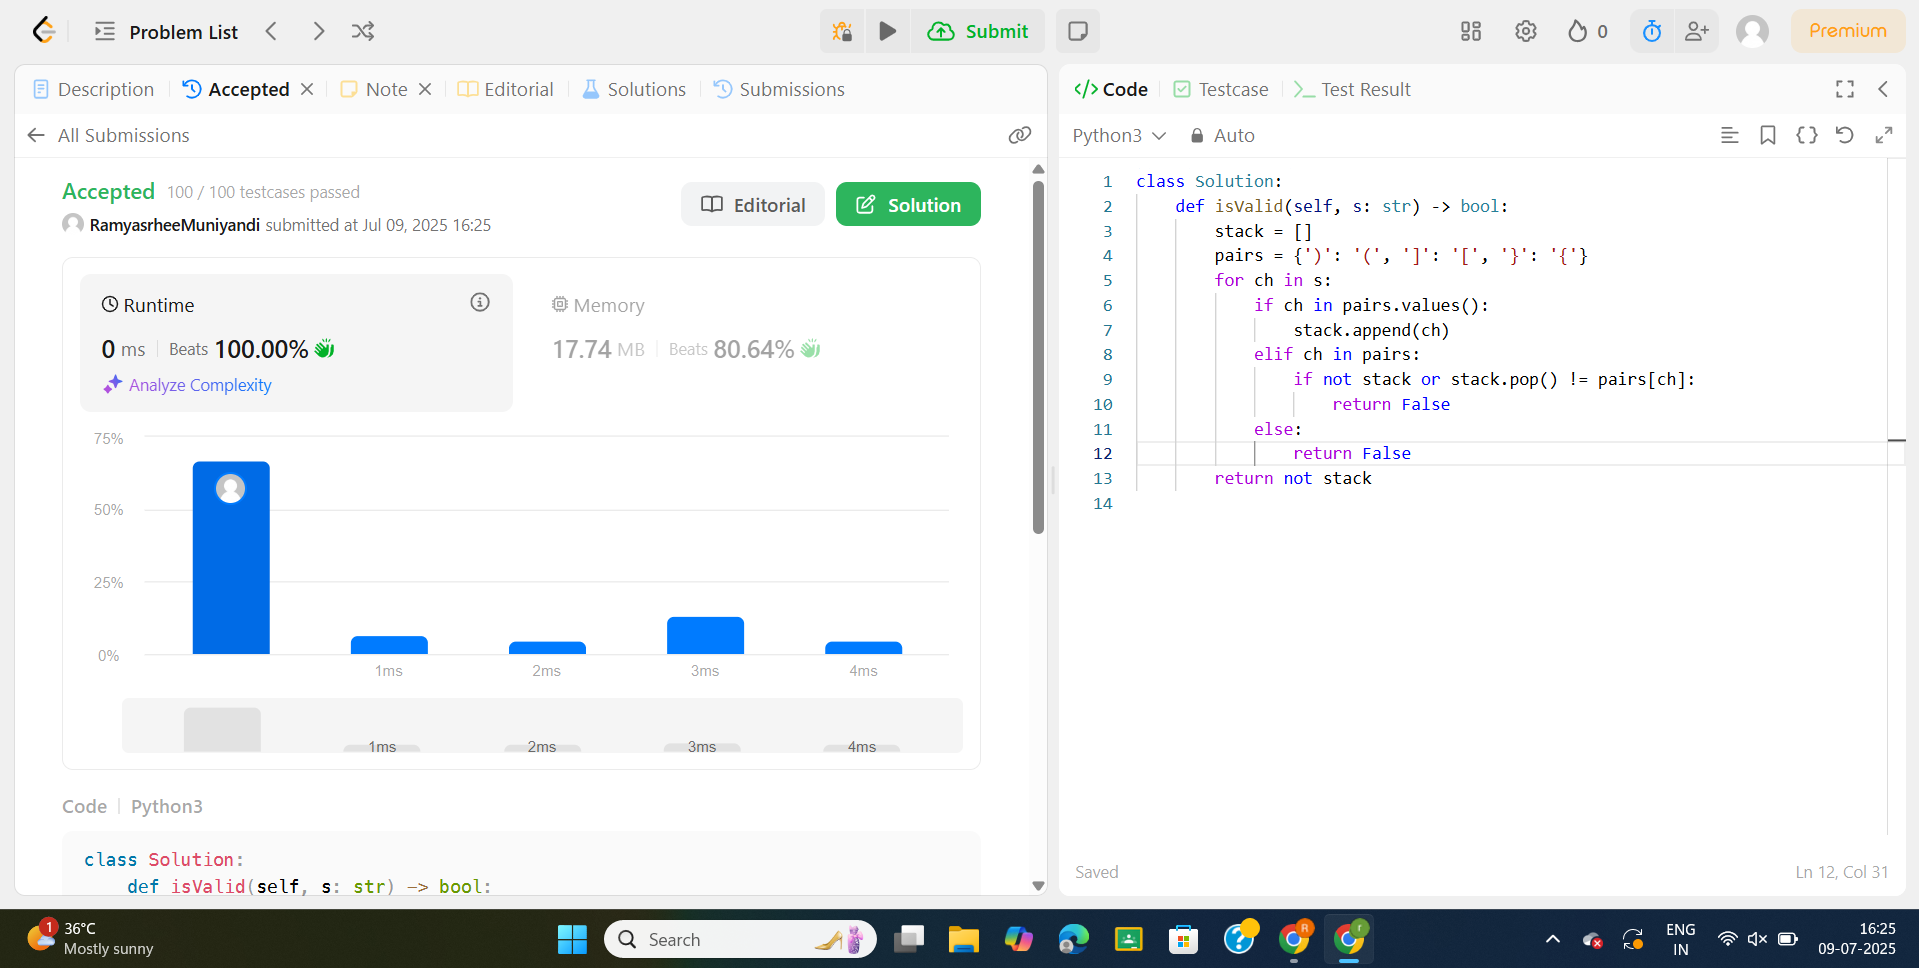 Problem List
Submit
0
Premium
Description
Accepted
Note
Editorial
Solutions
Submissions
All Submissions
Accepted 100 / 100 testcases passed
RamyasrheeMuniyandi submitted at Jul 09, 2025 16:25
Editorial
Solution
Runtime
0 ms Beats 100.00%
Analyze Complexity
Memory
17.74 MB Beats 80.64%
75%
50%
25%
0%
1ms 2ms 3ms 4ms
1ms 2ms 3ms 4ms
Code Python3
class Solution:
def isValid(self, s: str) -> bool:
</> Code
Testcase
Test Result
Python3
Auto
1 class Solution:
2 def isValid(self, s: str) -> bool:
3 stack = []
4 pairs = {')': '(', ']': '[', '}': '{'}
5 for ch in s:
6 if ch in pairs.values():
7 stack.append(ch)
8 elif ch in pairs:
9 if not stack or stack.pop() != pairs[ch]:
10 return False
11 else:
12 return False
13 return not stack
14
Saved
Ln 12, Col 31
1
36°C
Mostly sunny
Search
R
r
ENG
IN
16:25
09-07-2025